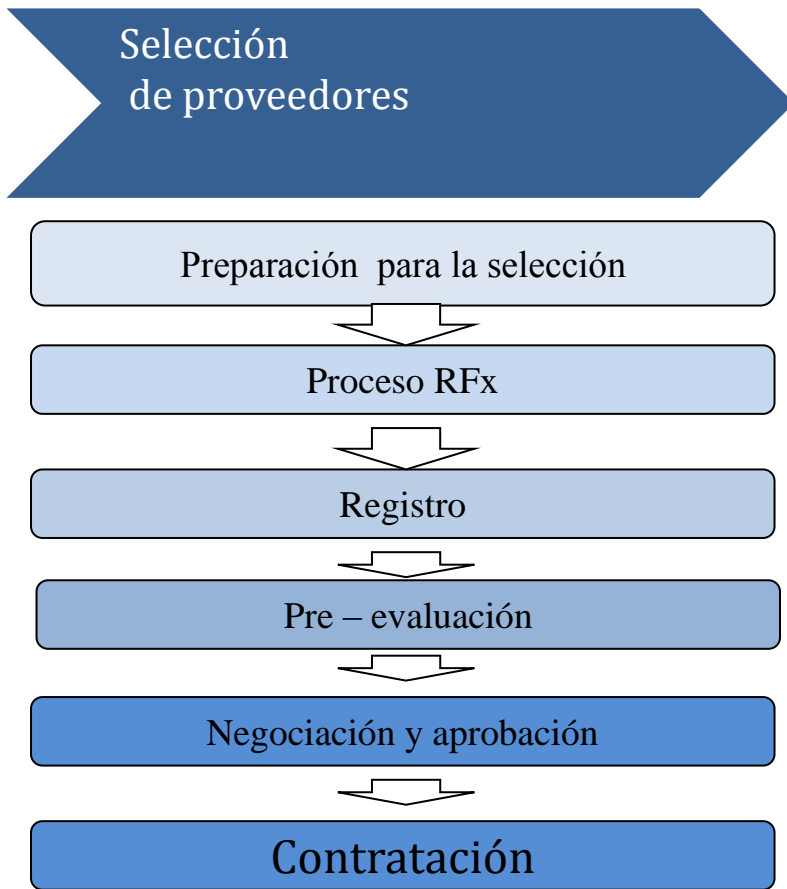 Selección
de proveedores
Preparación para la selección
Proceso RFx
Registro
Pre – evaluación
Negociación y aprobación
Contratación